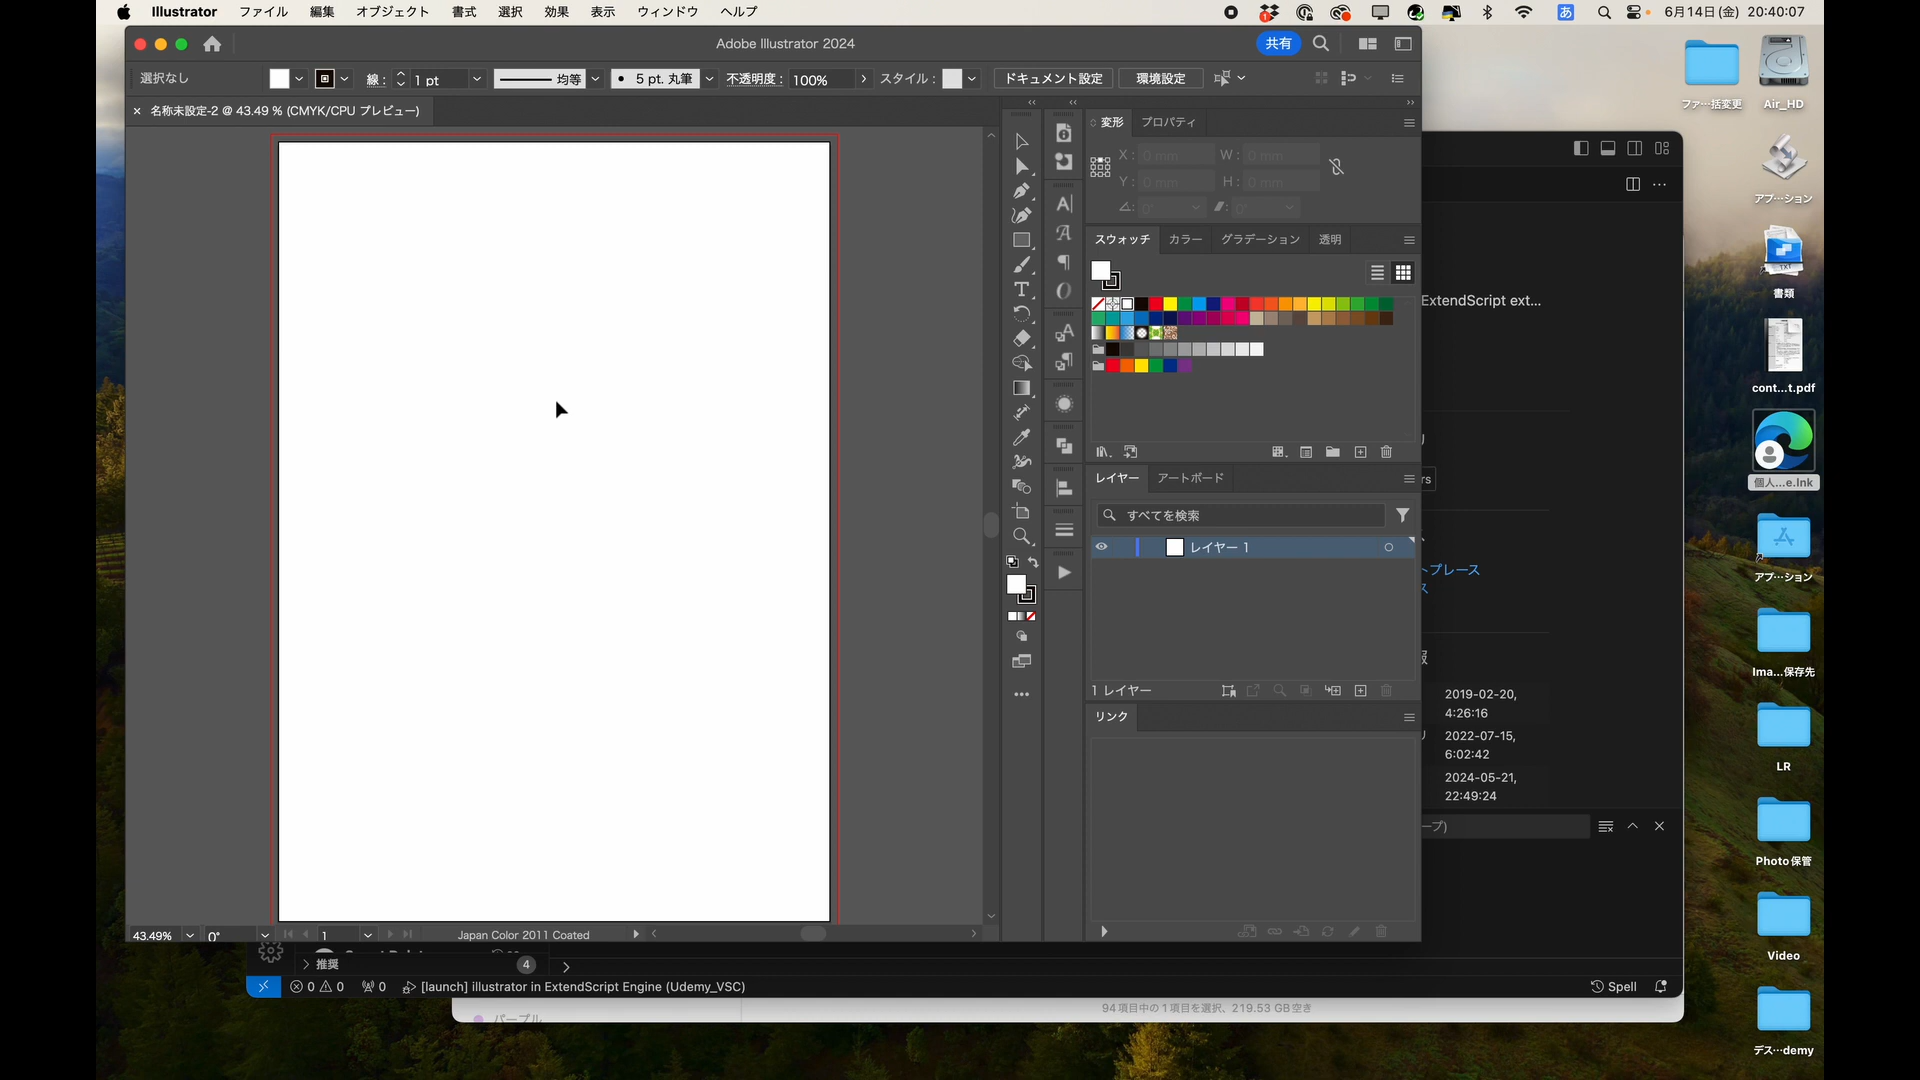 Illustrator ファイル 編集 オブジェクト 書式 選択 効果 表示 ウィンドウ ヘルプ
あ 6月14日(金) 20:40:07
Adobe Illustrator 2024
共有
選択なし 線: 1 pt 均等 5 pt. 丸筆 不透明度: 100% スタイル: ドキュメント設定 環境設定
× 名称未設定-2 @ 43.49 % (CMYK/CPU プレビュー)
変形 プロパティ
X: 0 mm W: 0 mm
Y: 0 mm H: 0 mm
0° 0°
スウォッチ カラー グラデーション 透明
レイヤー アートボード
すべてを検索
レイヤー 1
1 レイヤー
リンク
43.49% 0° 1 Japan Color 2011 Coated
ExtendScript ext...
rs
トプレース
ス
2019-02-20,
4:26:16
2022-07-15,
6:02:42
2024-05-21,
22:49:24
ープ)
推奨 4
0 0 0 [launch] illustrator in ExtendScript Engine (Udemy_VSC)
Spell
パープル
94項目中の1項目を選択、219.53 GB空き
ファ…括変更
Air_HD
アプ…ション
TXT
書類
cont...t.pdf
個人...e.lnk
アプ…ション
Ima...保存先
LR
Photo保管
Video
デス…demy